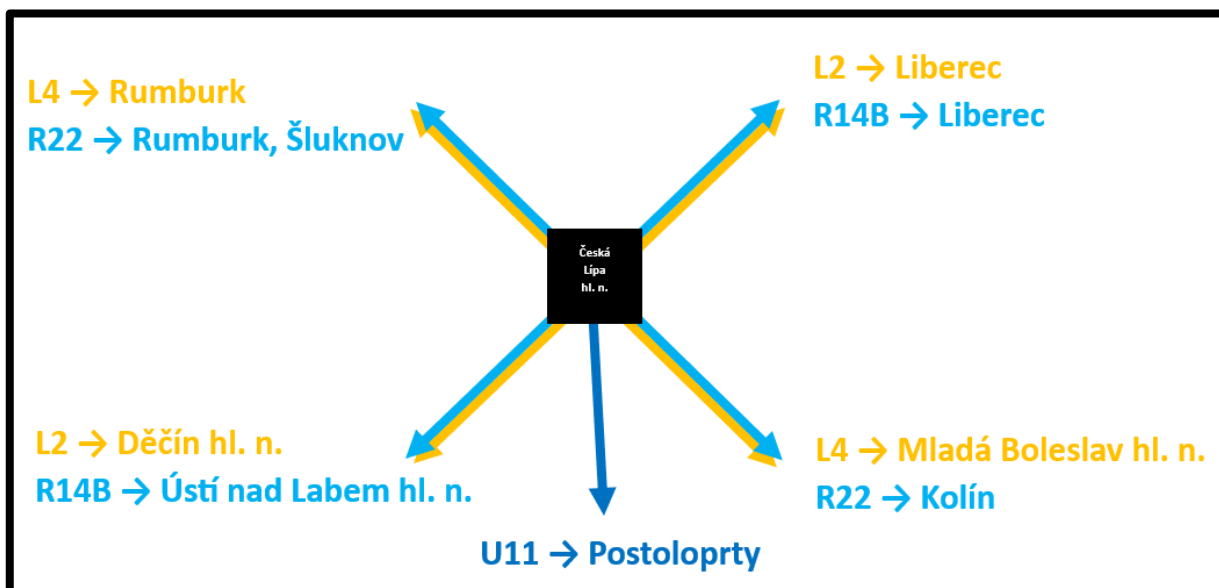 L4 → Rumburk
R22 → Rumburk, Šluknov
L2 → Liberec
R14B → Liberec
Česká
Lípa
hl. n.
L2 → Děčín hl. n.
R14B → Ústí nad Labem hl. n.
L4 → Mladá Boleslav hl. n.
R22 → Kolín
U11 → Postoloprty